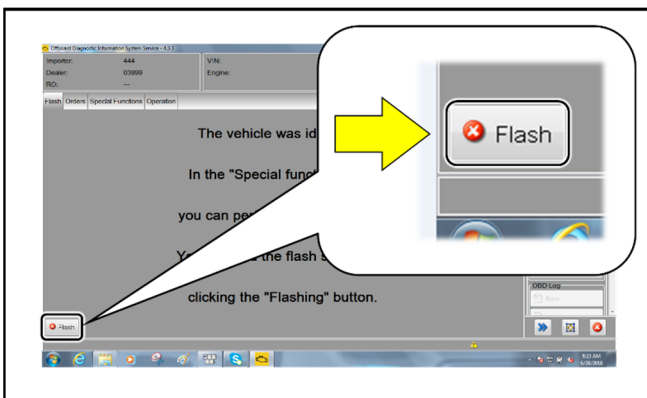 Offboard Diagnostic Information System Service - 4.3.3
Importer: 444
Dealer: 03999
RO: ---
VIN:
Engine:
Flash Orders Special Functions Operation
The vehicle was id
In the "Special func
you can pe
the flash s
clicking the "Flashing" button.
Flash
OBD Log
Flash
9:23 AM